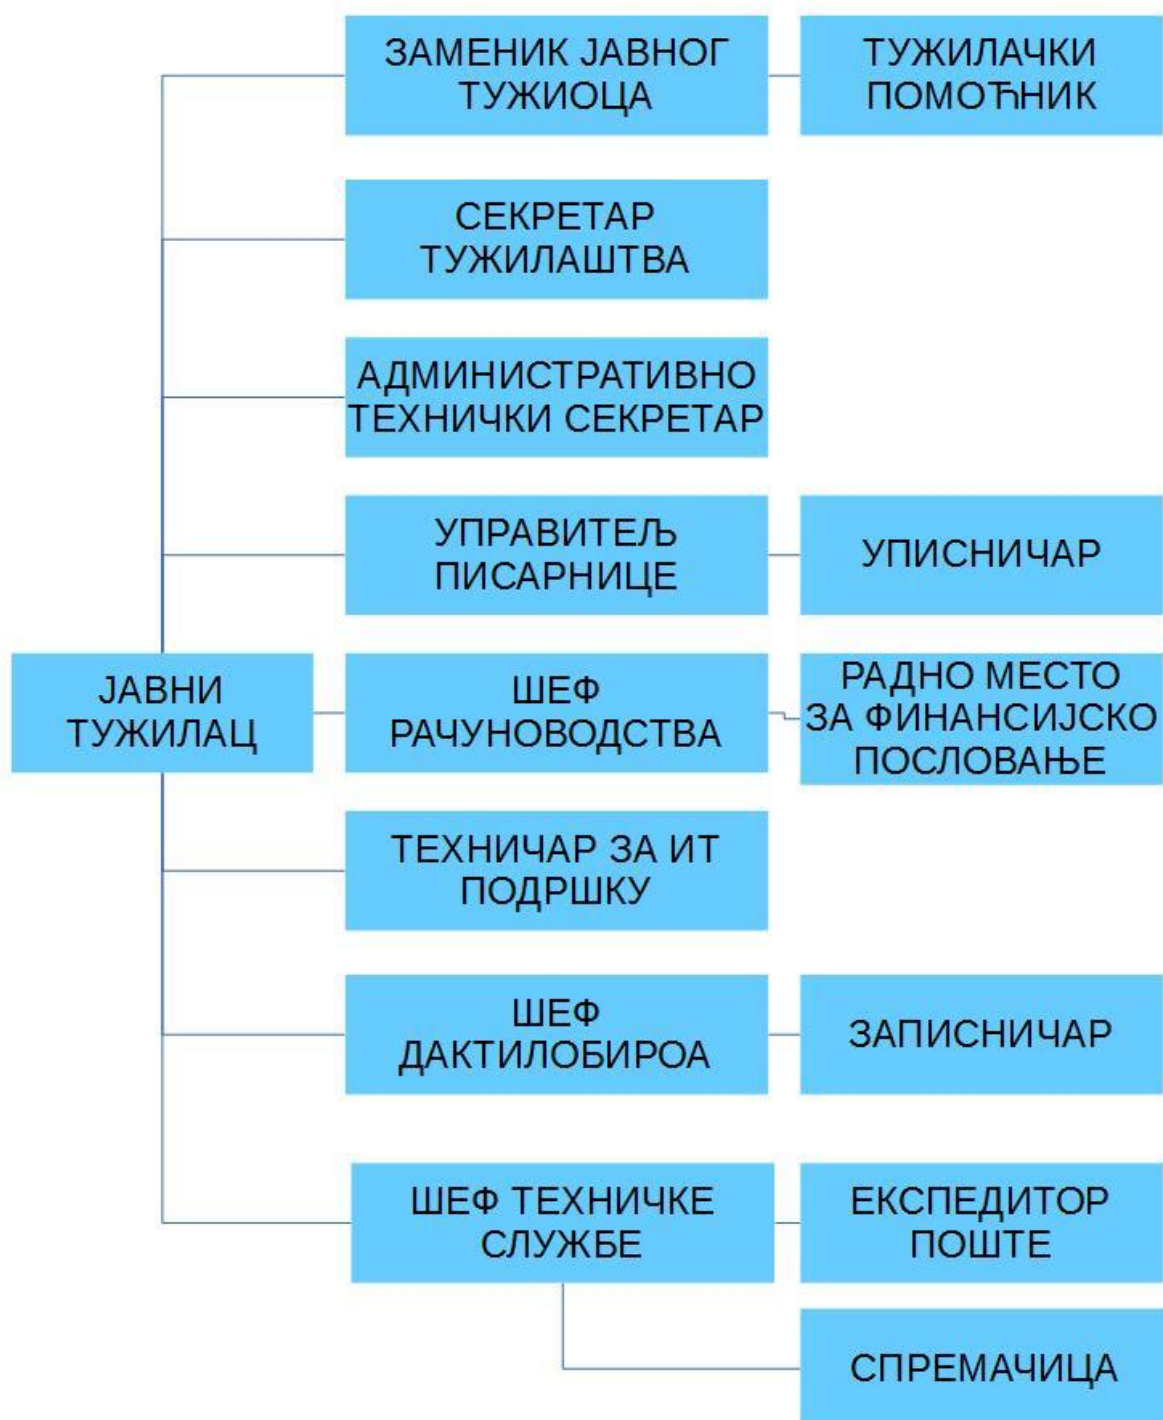 ЗАМЕНИК ЈАВНОГ
ТУЖИОЦА
ТУЖИЛАЧКИ
ПОМОЋНИК
СЕКРЕТАР
ТУЖИЛАШТВА
АДМИНИСТРАТИВНО
ТЕХНИЧКИ СЕКРЕТАР
УПРАВИТЕЉ
ПИСАРНИЦЕ
УПИСНИЧАР
ЈАВНИ
ТУЖИЛАЦ
ШЕФ
РАЧУНОВОДСТВА
РАДНО МЕСТО
ЗА ФИНАНСИЈСКО
ПОСЛОВАЊЕ
ТЕХНИЧАР ЗА ИТ
ПОДРШКУ
ШЕФ
ДАКТИЛОБИРОА
ЗАПИСНИЧАР
ШЕФ ТЕХНИЧКЕ
СЛУЖБЕ
ЕКСПЕДИТОР
ПОШТЕ
СПРЕМАЧИЦА